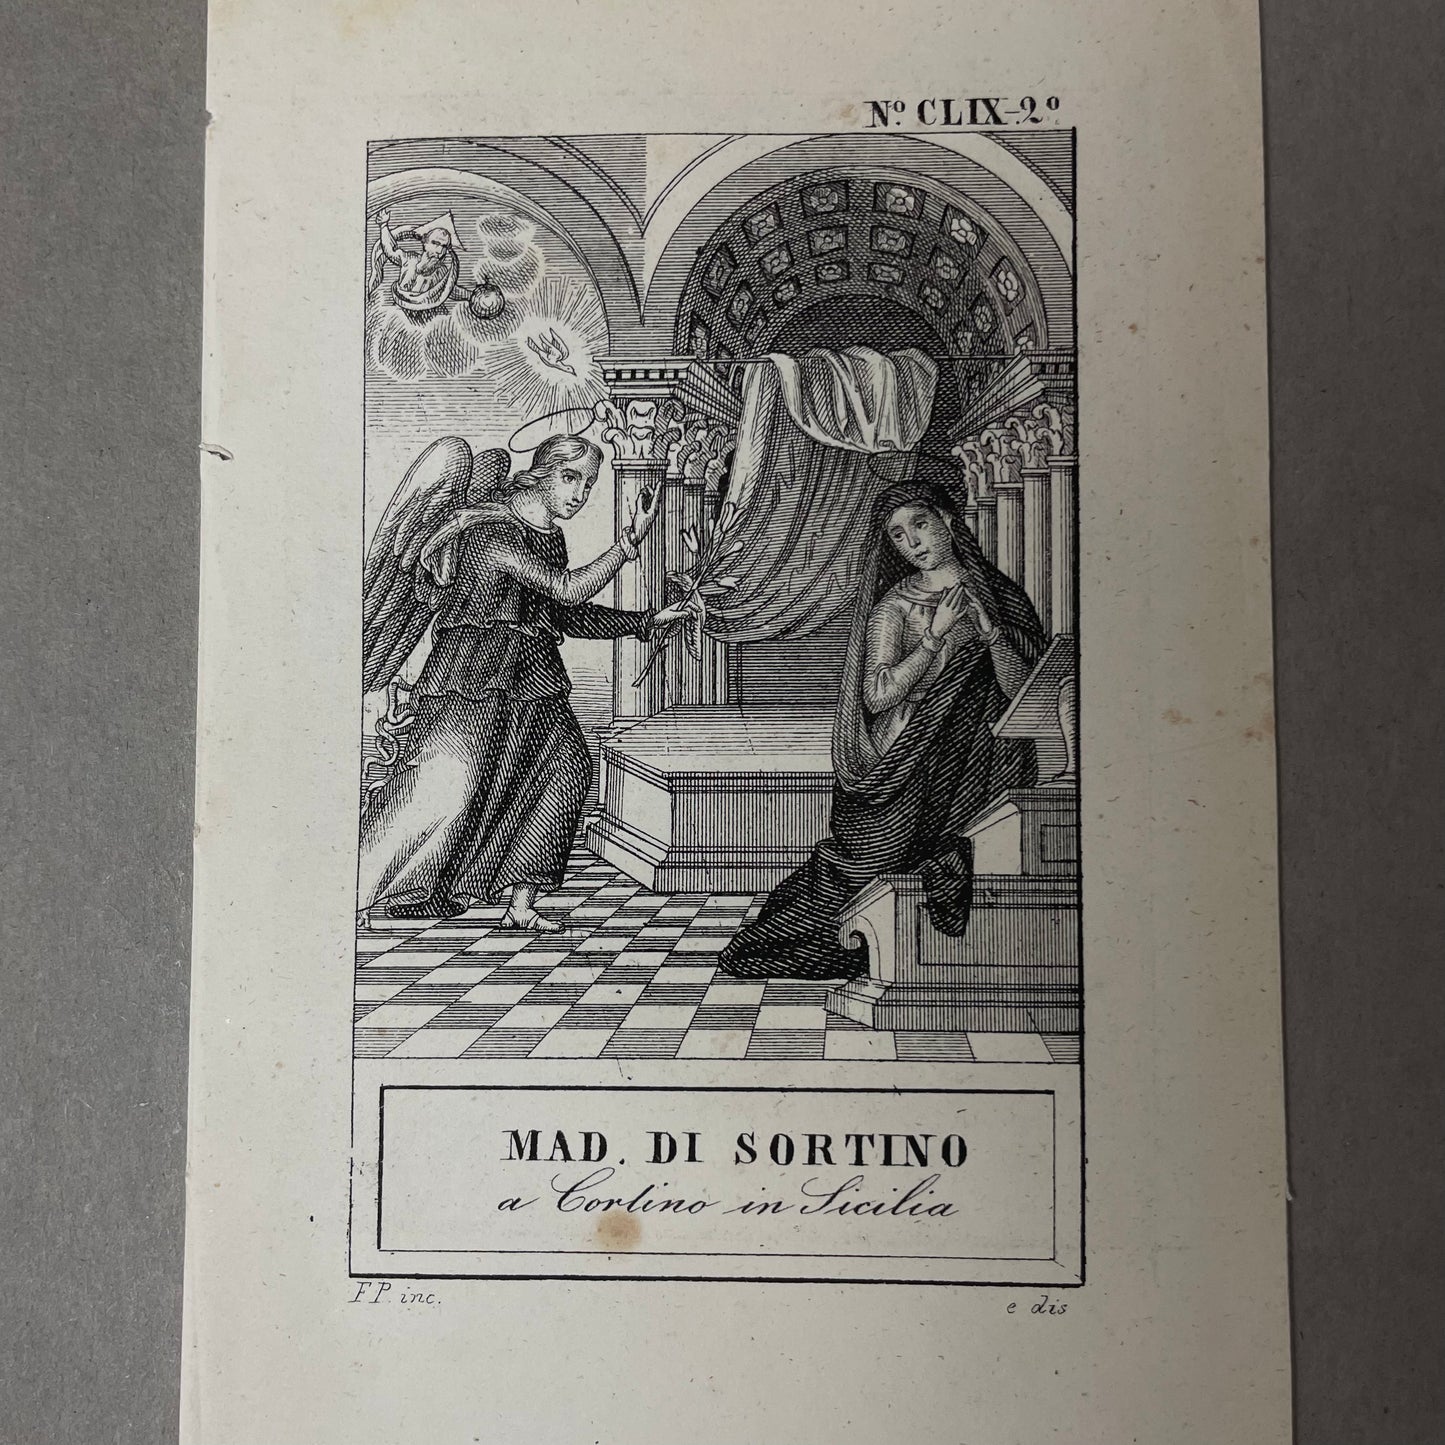 Nº. CLIX-2º
MAD. DI SORTINO
a Cortino in Sicilia
F P. inc.
e dis